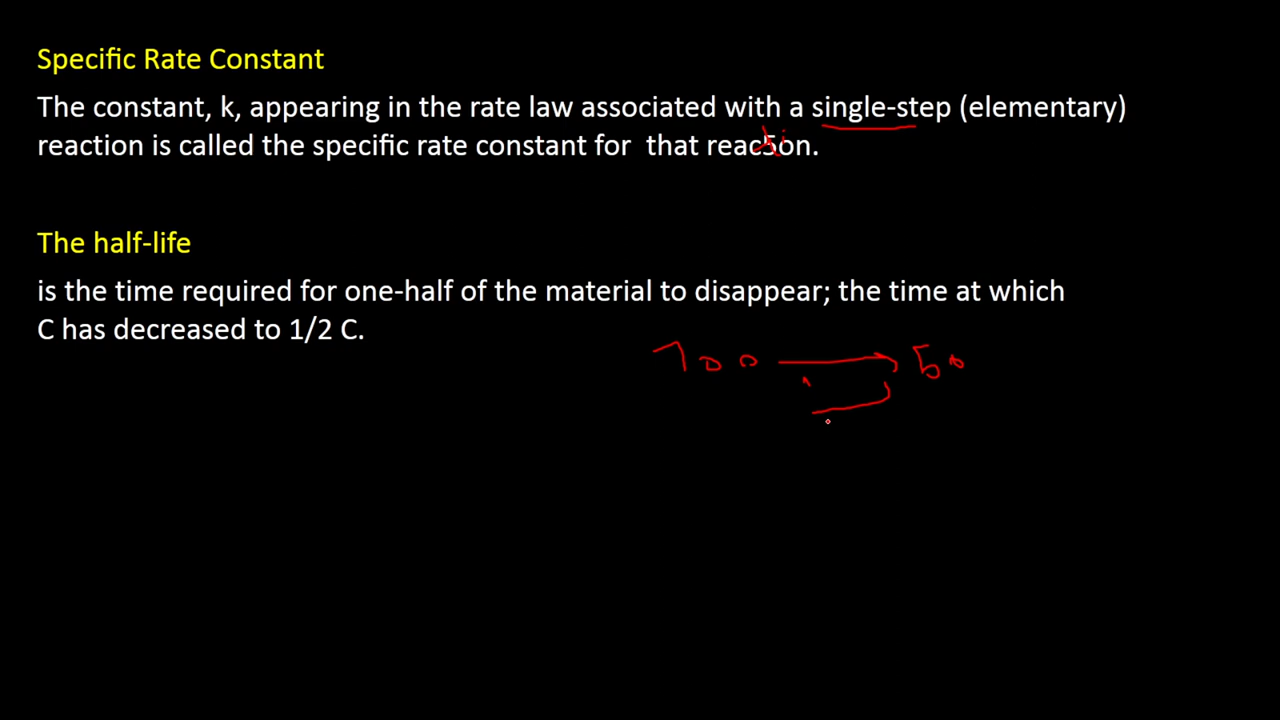 Specific Rate Constant
The constant, k, appearing in the rate law associated with a single-step (elementary)
reaction is called the specific rate constant for that reac5on.
ti
The half-life
is the time required for one-half of the material to disappear; the time at which
C has decreased to 1/2 C.
100 → 50